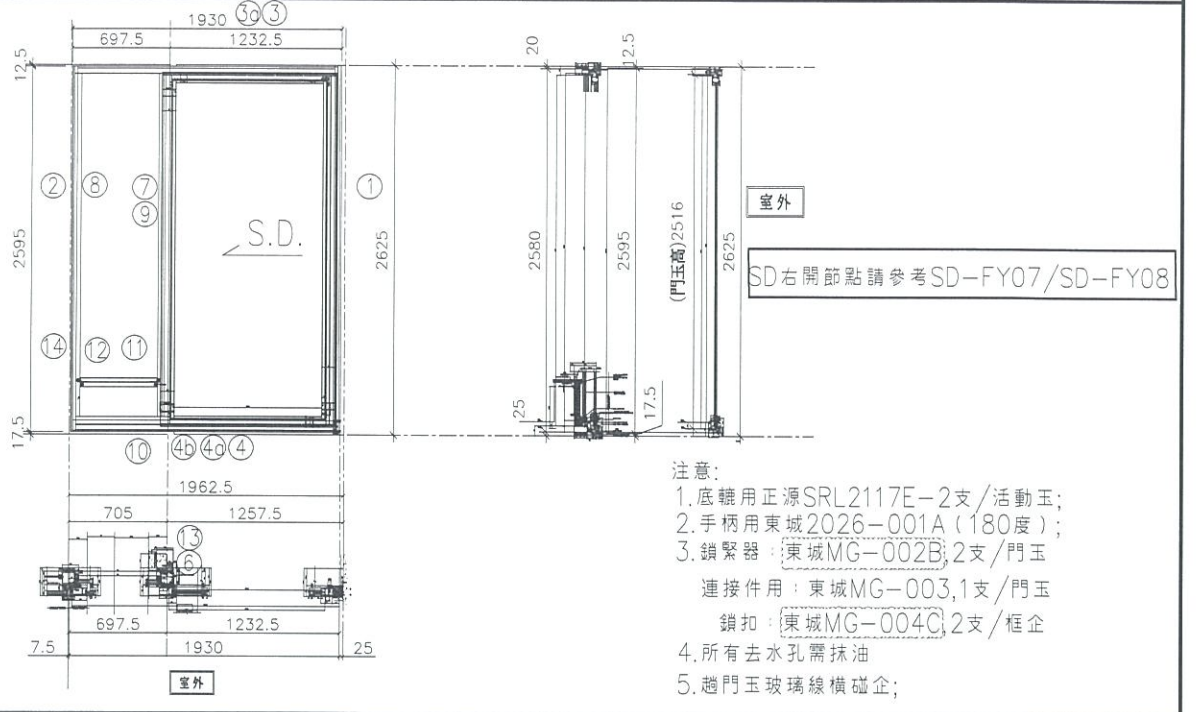 1930 3a 3
697.5 1232.5
12.5
2 8 7 1
9
S.D.
2595
2625
14 12 11
17.5
10 4b 4a 4
1962.5
705 1257.5
13
6
697.5 1232.5
7.5 1930 25
室外
20 12.5
2580 2595 (門玉高)2516 2625
25 17.5
室外
SD右開節點請參考SD-FY07/SD-FY08
注意:
1.底轆用正源SRL2117E-2支/活動玉;
2.手柄用東城2026-001A(180度);
3.鎖緊器:東城MG-002B,2支/門玉
連接件用:東城MG-003,1支/門玉
鎖扣:東城MG-004C,2支/框企
4.所有去水孔需抹油
5.趟門玉玻璃線橫碰企;